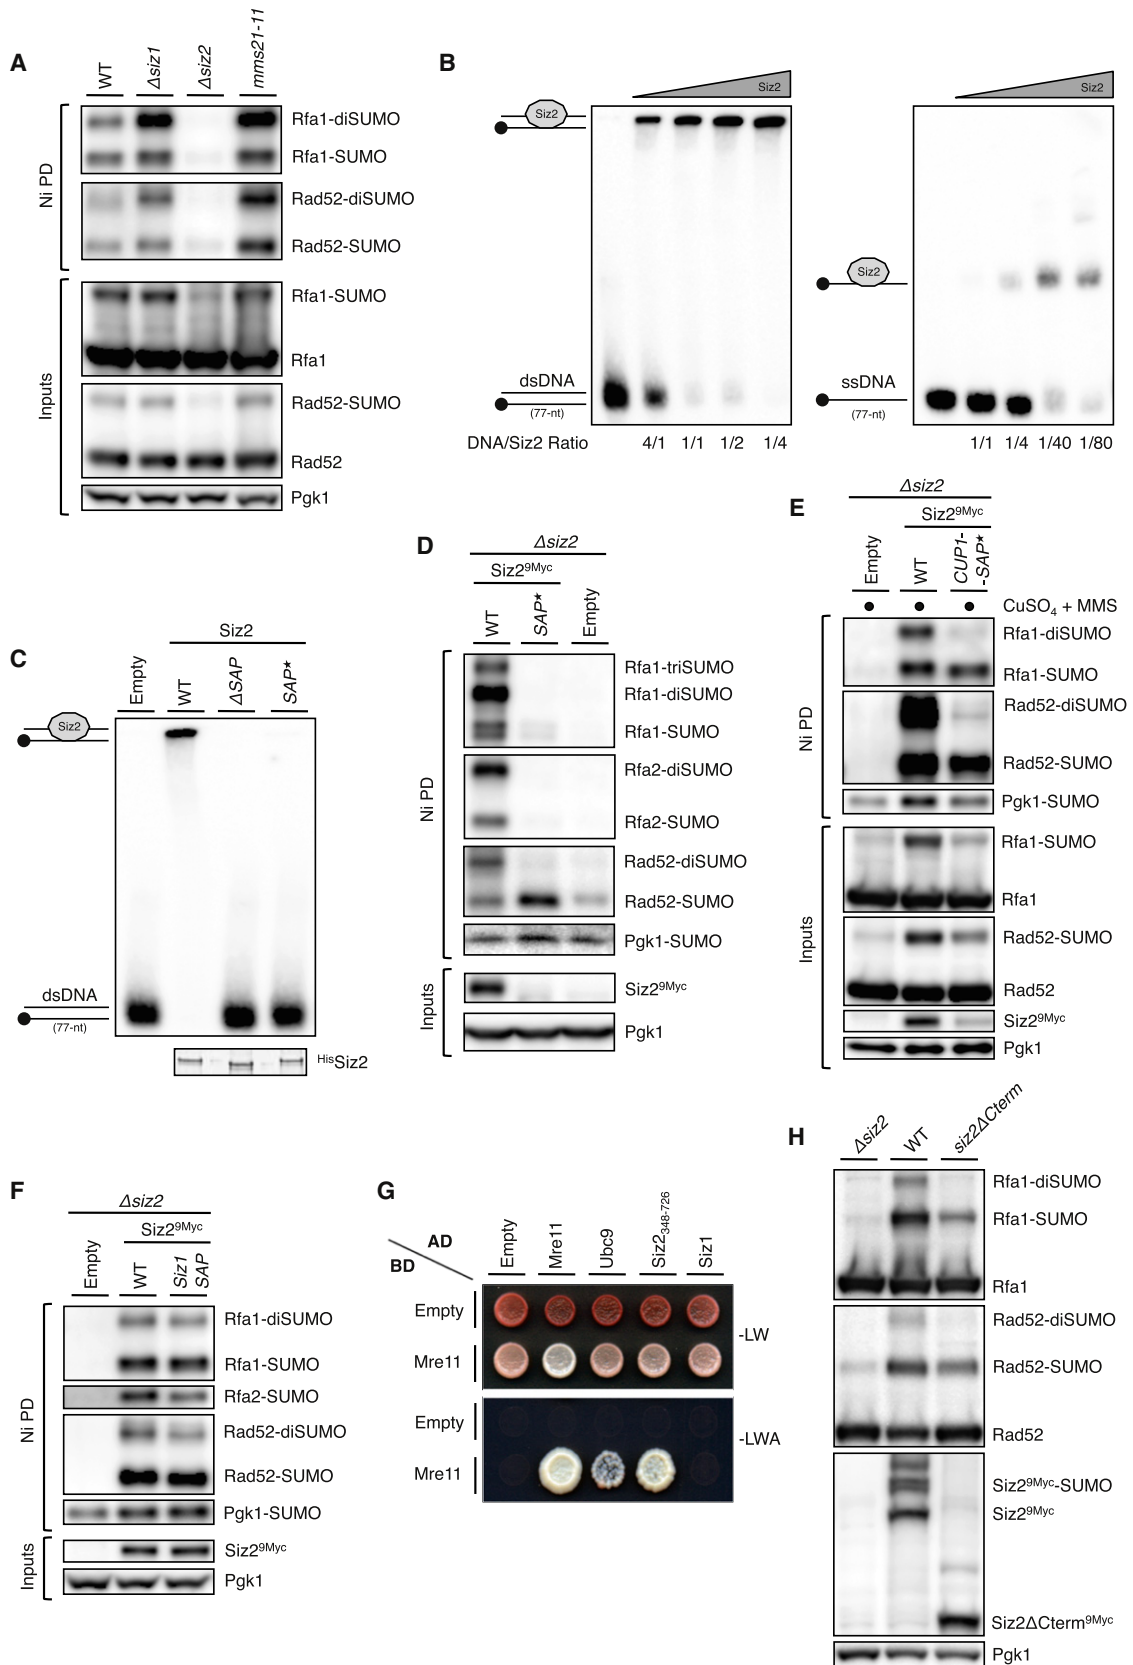 A
WT
Δsiz1
Δsiz2
mms21-11
Ni PD
Rfa1-diSUMO
Rfa1-SUMO
Rad52-diSUMO
Rad52-SUMO
Inputs
Rfa1-SUMO
Rfa1
Rad52-SUMO
Rad52
Pgk1
B
Siz2
Siz2
Siz2
Siz2
dsDNA
(77-nt)
ssDNA
(77-nt)
DNA/Siz2 Ratio
4/1 1/1 1/2 1/4
1/1 1/4 1/40 1/80
C
Siz2
Empty
WT
ΔSAP
SAP★
Siz2
dsDNA
(77-nt)
HisSiz2
D
Δsiz2
Siz29Myc
WT
SAP★
Empty
Ni PD
Rfa1-triSUMO
Rfa1-diSUMO
Rfa1-SUMO
Rfa2-diSUMO
Rfa2-SUMO
Rad52-diSUMO
Rad52-SUMO
Pgk1-SUMO
Inputs
Siz29Myc
Pgk1
E
Δsiz2
Siz29Myc
Empty
WT
CUP1-
-SAP★
CuSO4 + MMS
Ni PD
Rfa1-diSUMO
Rfa1-SUMO
Rad52-diSUMO
Rad52-SUMO
Pgk1-SUMO
Inputs
Rfa1-SUMO
Rfa1
Rad52-SUMO
Rad52
Siz29Myc
Pgk1
F
Δsiz2
Siz29Myc
Empty
WT
Siz1
SAP
Ni PD
Rfa1-diSUMO
Rfa1-SUMO
Rfa2-SUMO
Rad52-diSUMO
Rad52-SUMO
Pgk1-SUMO
Inputs
Siz29Myc
Pgk1
G
AD
BD
Empty
Mre11
Ubc9
Siz2348-726
Siz1
Empty
Mre11
-LW
Empty
Mre11
-LWA
H
Δsiz2
WT
siz2ΔCterm
Rfa1-diSUMO
Rfa1-SUMO
Rfa1
Rad52-diSUMO
Rad52-SUMO
Rad52
Siz29Myc-SUMO
Siz29Myc
Siz2ΔCterm9Myc
Pgk1